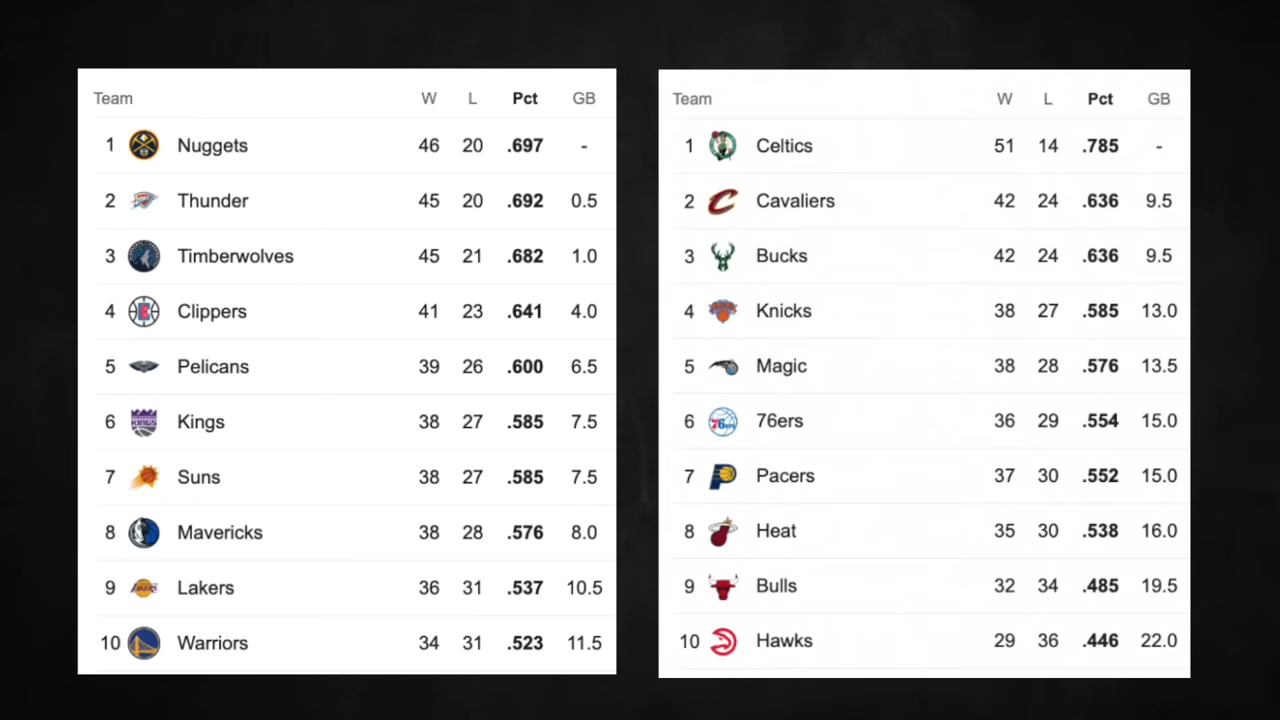 Team W L Pct GB
1 Nuggets 46 20 .697 -
2 Thunder 45 20 .692 0.5
3 Timberwolves 45 21 .682 1.0
4 Clippers 41 23 .641 4.0
5 Pelicans 39 26 .600 6.5
6 Kings 38 27 .585 7.5
7 Suns 38 27 .585 7.5
8 Mavericks 38 28 .576 8.0
9 Lakers 36 31 .537 10.5
10 Warriors 34 31 .523 11.5
Team W L Pct GB
1 Celtics 51 14 .785 -
2 Cavaliers 42 24 .636 9.5
3 Bucks 42 24 .636 9.5
4 Knicks 38 27 .585 13.0
5 Magic 38 28 .576 13.5
6 76ers 36 29 .554 15.0
7 Pacers 37 30 .552 15.0
8 Heat 35 30 .538 16.0
9 Bulls 32 34 .485 19.5
10 Hawks 29 36 .446 22.0